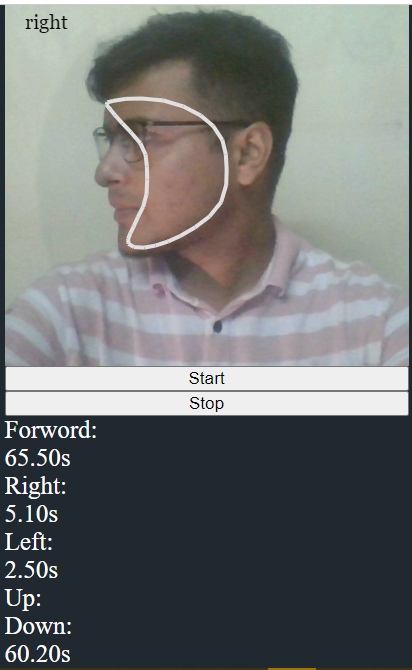 right
Start
Stop
Forword:
65.50s
Right:
5.10s
Left:
2.50s
Up:
Down:
60.20s